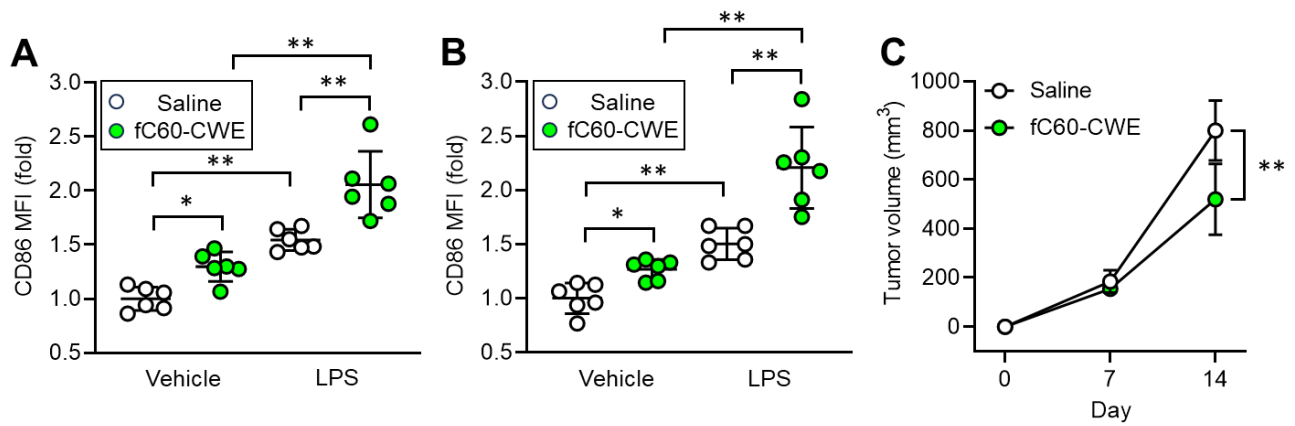 A
CD86 MFI (fold)
3.0
2.5
2.0
1.5
1.0
0.5
Saline
fC60-CWE
**
**
**
*
Vehicle
LPS
B
CD86 MFI (fold)
3.0
2.5
2.0
1.5
1.0
0.5
Saline
fC60-CWE
**
**
**
*
Vehicle
LPS
C
Tumor volume (mm³)
1000
800
600
400
200
0
Saline
fC60-CWE
**
0
7
14
Day